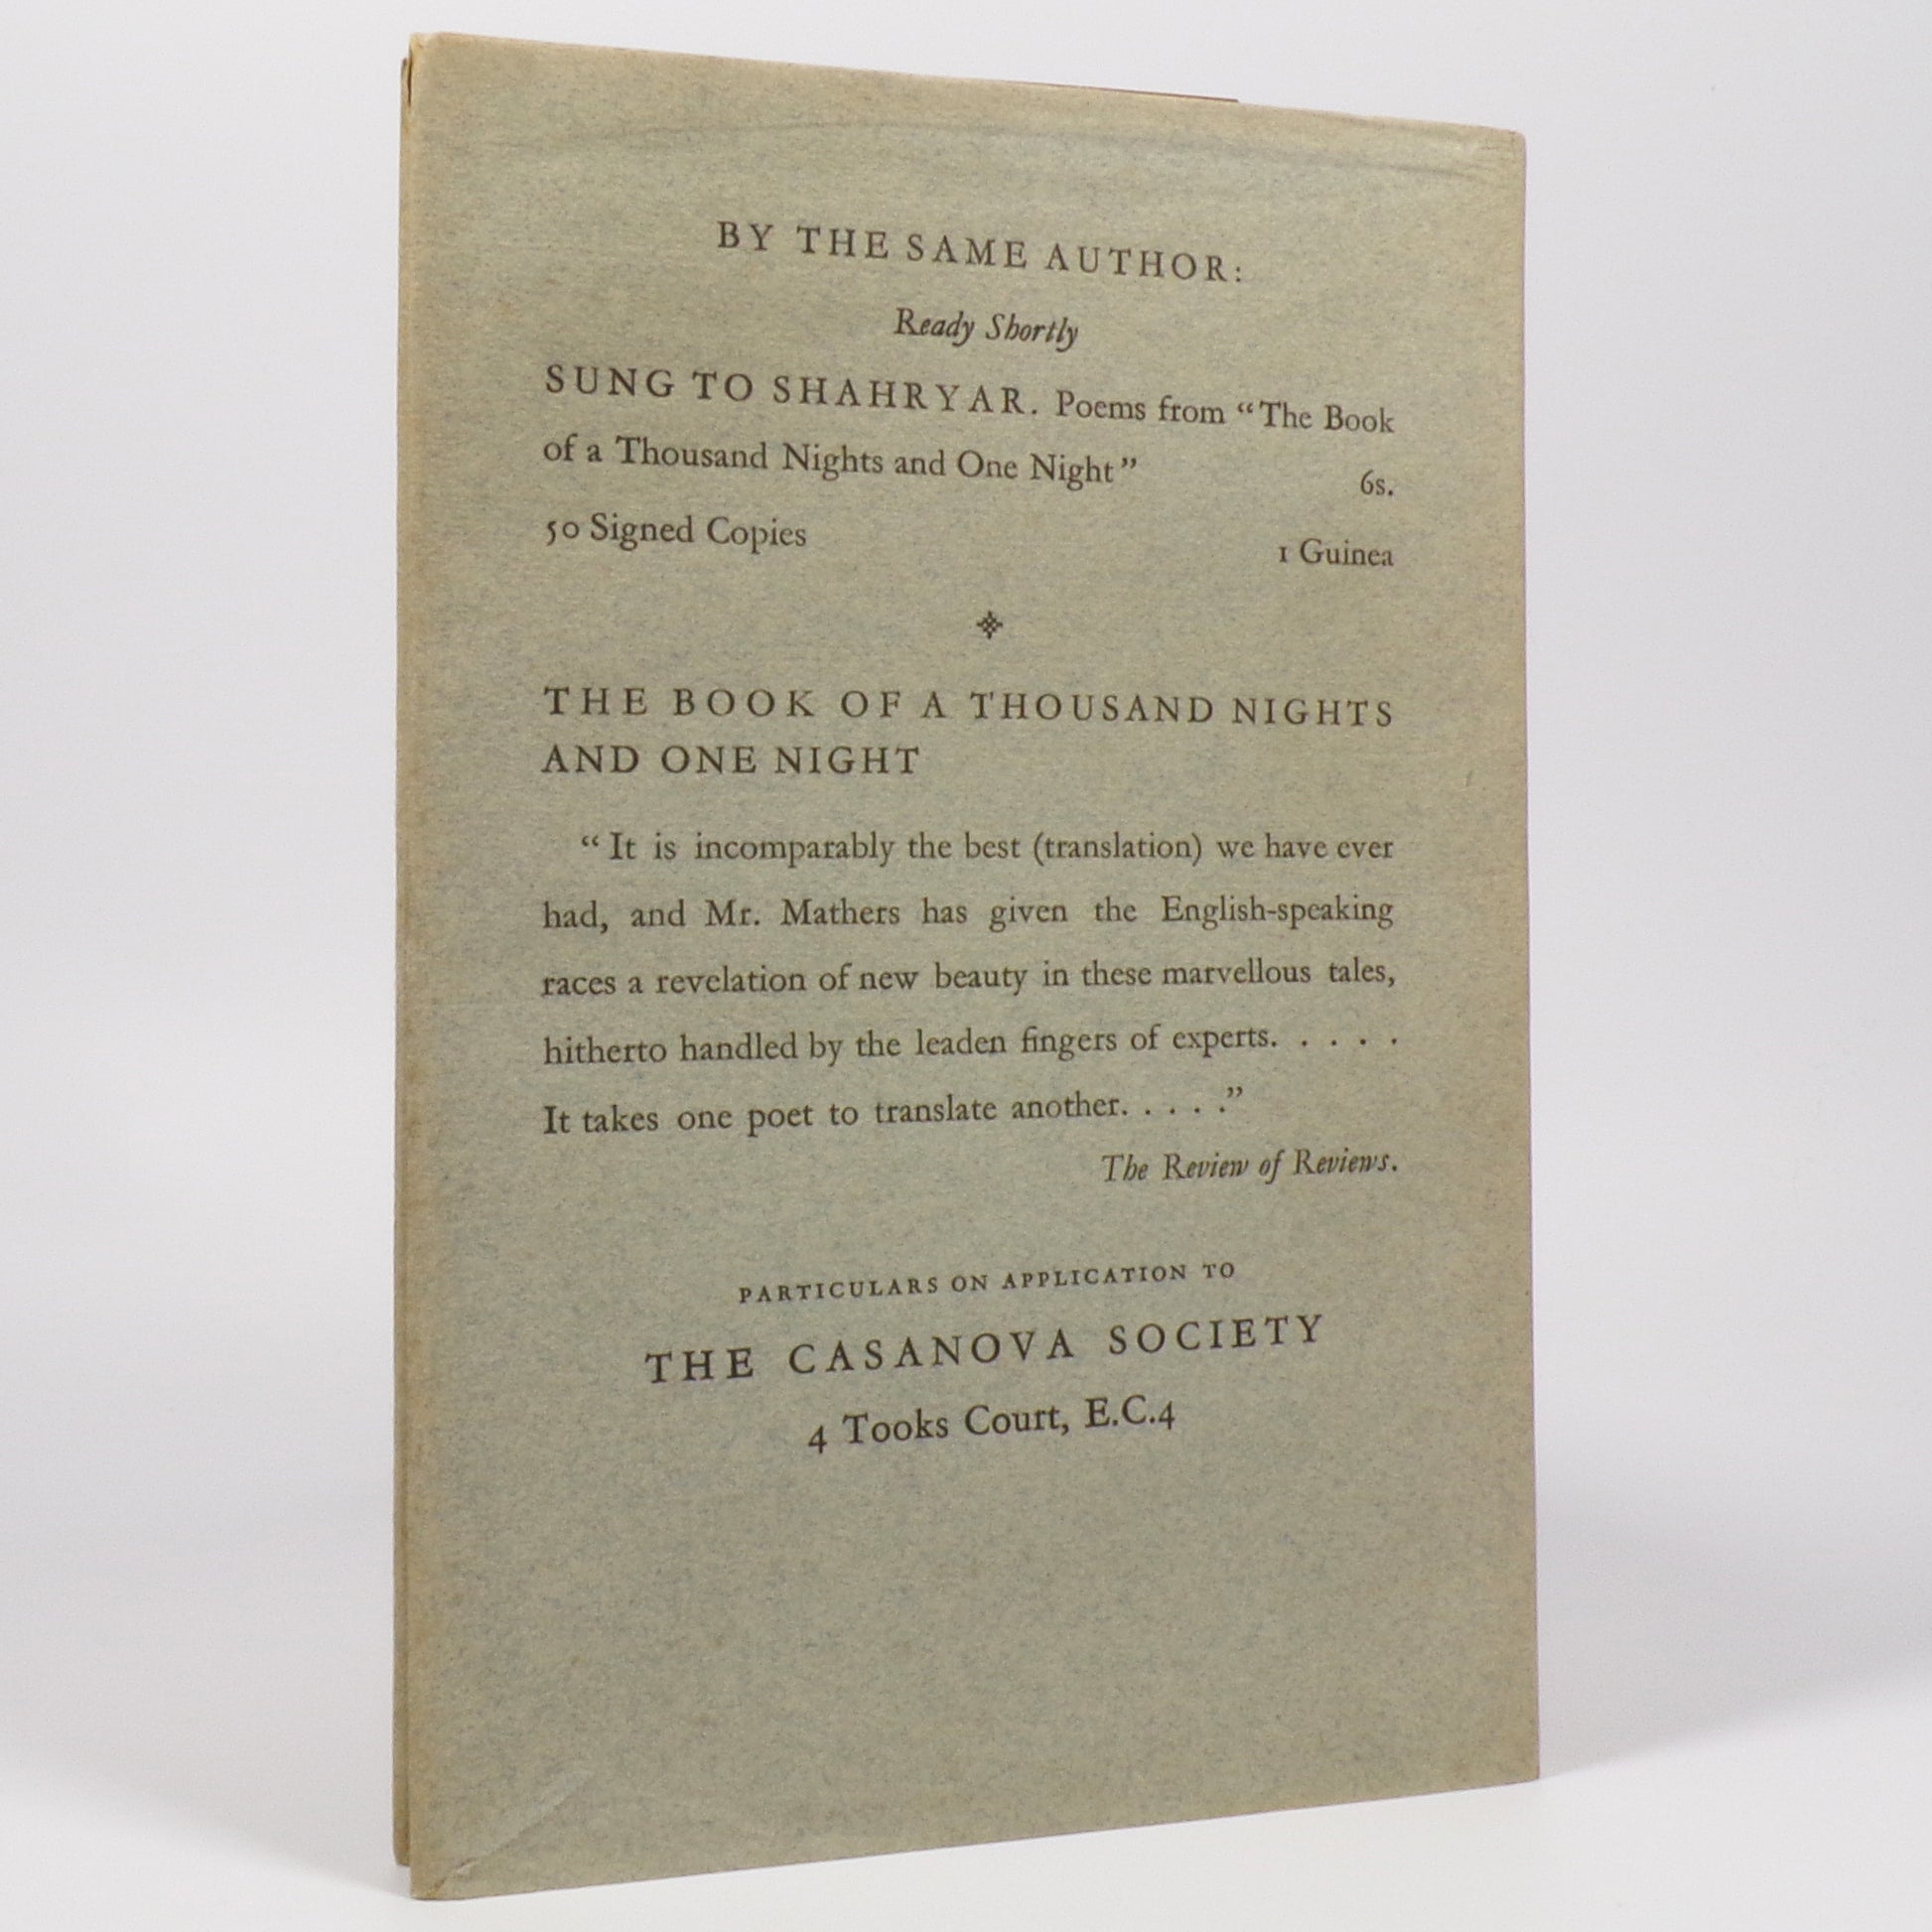 BY THE SAME AUTHOR:
Ready Shortly
SUNG TO SHAHRYAR. Poems from “The Book
of a Thousand Nights and One Night” 6s.
50 Signed Copies 1 Guinea
THE BOOK OF A THOUSAND NIGHTS
AND ONE NIGHT
“It is incomparably the best (translation) we have ever
had, and Mr. Mathers has given the English-speaking
races a revelation of new beauty in these marvellous tales,
hitherto handled by the leaden fingers of experts. . . . .
It takes one poet to translate another. . . . .”
The Review of Reviews.
PARTICULARS ON APPLICATION TO
THE CASANOVA SOCIETY
4 Tooks Court, E.C.4